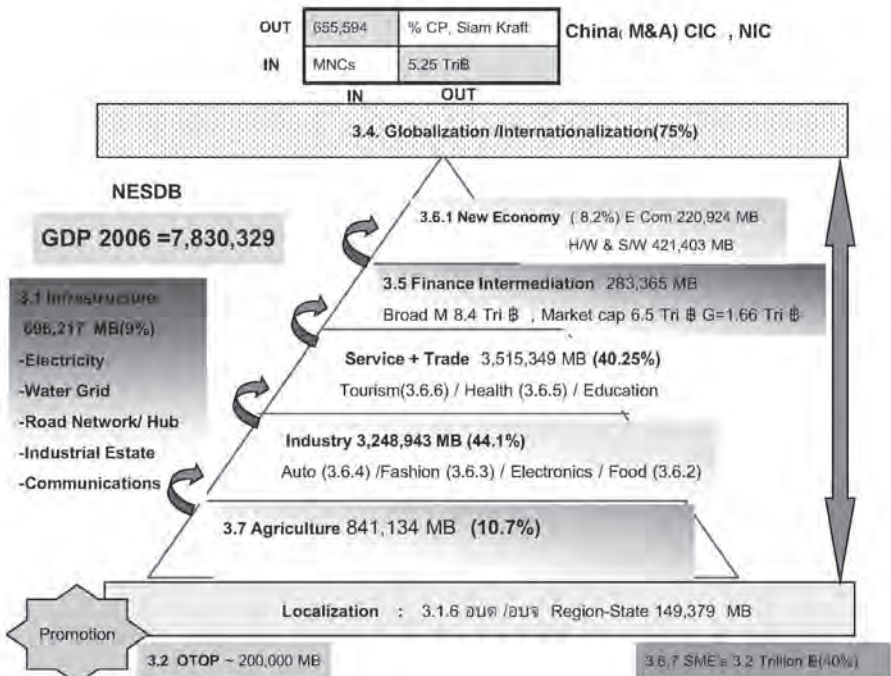 OUT 655,594 % CP, Siam Kraft China( M&A) CIC , NIC
IN MNCs 5.25 TriB
IN OUT
3.4. Globalization /Internationalization(75%)
NESDB
GDP 2006 =7,830,329
3.6.1 New Economy ( 8.2%) E Com 220,924 MB
H/W & S/W 421,403 MB
3.5 Finance Intermediation 283,365 MB
Broad M 8.4 Tri ฿ , Market cap 6.5 Tri ฿ G=1.66 Tri ฿
3.1 Infrastructure
696,217 MB(9%)
-Electricity
-Water Grid
-Road Network/ Hub
-Industrial Estate
-Communications
Service + Trade 3,515,349 MB (40.25%)
Tourism(3.6.6) / Health (3.6.5) / Education
Industry 3,248,943 MB (44.1%)
Auto (3.6.4) /Fashion (3.6.3) / Electronics / Food (3.6.2)
3.7 Agriculture 841,134 MB (10.7%)
Localization : 3.1.6 อบต /อบจ Region-State 149,379 MB
Promotion
3.2 OTOP ~ 200,000 MB
3.6.7 SME's 3.2 Trillion ฿(40%)